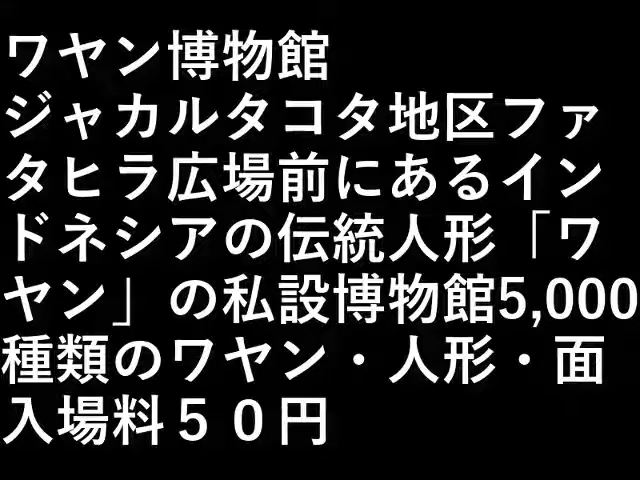 ワヤン博物館
ジャカルタコタ地区ファ
タヒラ広場前にあるイン
ドネシアの伝統人形「ワ
ヤン」の私設博物館5,000
種類のワヤン・人形・面
入場料５０円